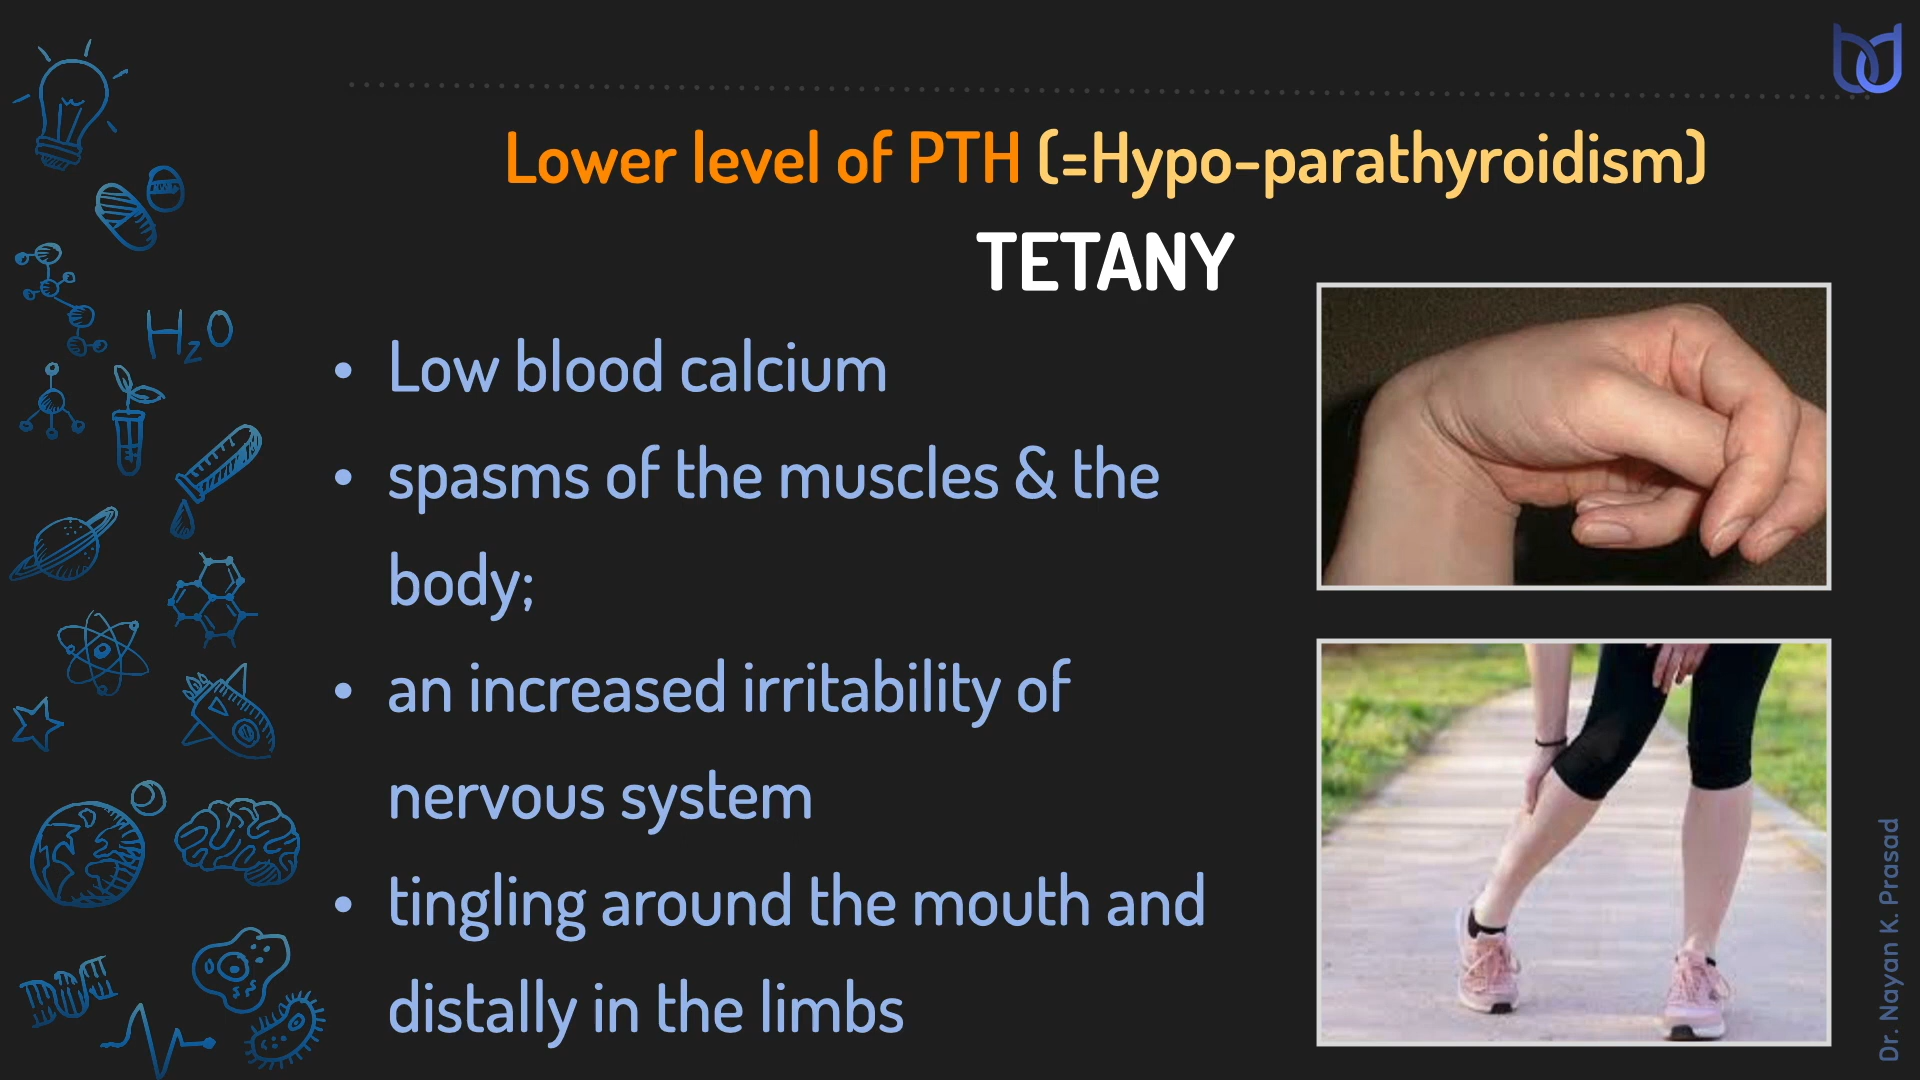 Lower level of PTH (=Hypo-parathyroidism)
TETANY
• Low blood calcium
• spasms of the muscles & the
body;
• an increased irritability of
nervous system
• tingling around the mouth and
distally in the limbs
H2O
Dr. Nayan K. Prasad